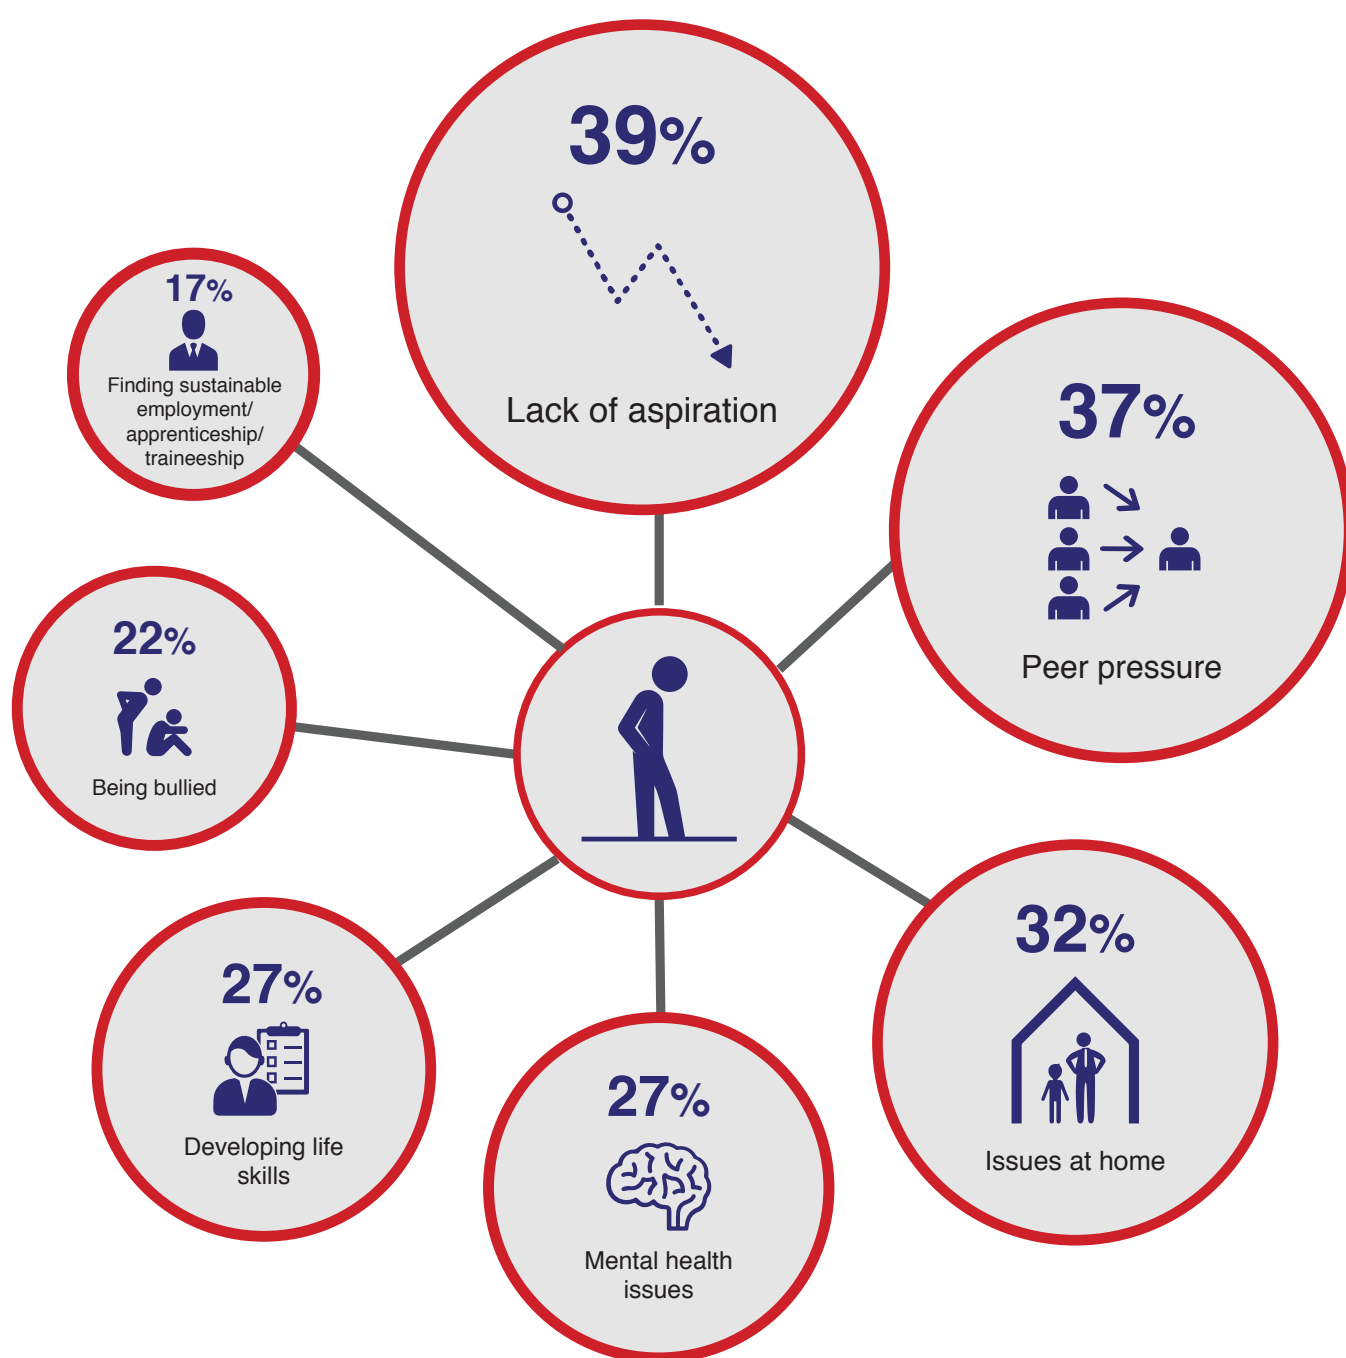 39%
Lack of aspiration
37%
Peer pressure
32%
Issues at home
27%
Mental health
issues
27%
Developing life
skills
22%
Being bullied
17%
Finding sustainable
employment/
apprenticeship/
traineeship